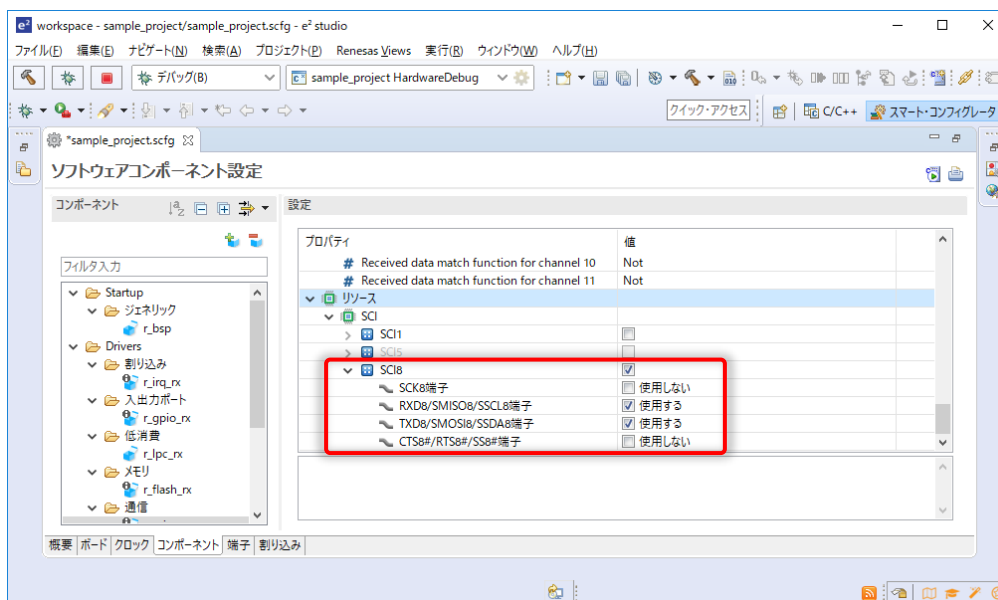 workspace - sample_project/sample_project.scfg - e² studio
ファイル(F) 編集(E) ナビゲート(N) 検索(A) プロジェクト(P) Renesas Views 実行(R) ウィンドウ(W) ヘルプ(H)
デバッグ(B) sample_project HardwareDebug
クイック・アクセス C/C++ スマート・コンフィグレータ
*sample_project.scfg
ソフトウェアコンポーネント設定
コンポーネント
設定
フィルタ入力
Startup
ジェネリック
r_bsp
Drivers
割り込み
r_irq_rx
入出力ポート
r_gpio_rx
低消費
r_lpc_rx
メモリ
r_flash_rx
通信
プロパティ 値
# Received data match function for channel 10 Not
# Received data match function for channel 11 Not
リソース
SCI
SCI1
SCI5
SCI8
SCK8端子 使用しない
RXD8/SMISO8/SSCL8端子 使用する
TXD8/SMOSI8/SSDA8端子 使用する
CTS8#/RTS8#/SS8#端子 使用しない
概要 ボード クロック コンポーネント 端子 割り込み